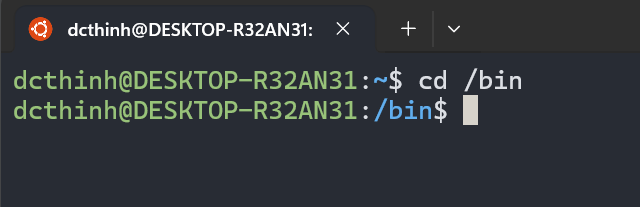 dcthinh@DESKTOP-R32AN31:
dcthinh@DESKTOP-R32AN31:~$ cd /bin
dcthinh@DESKTOP-R32AN31:/bin$